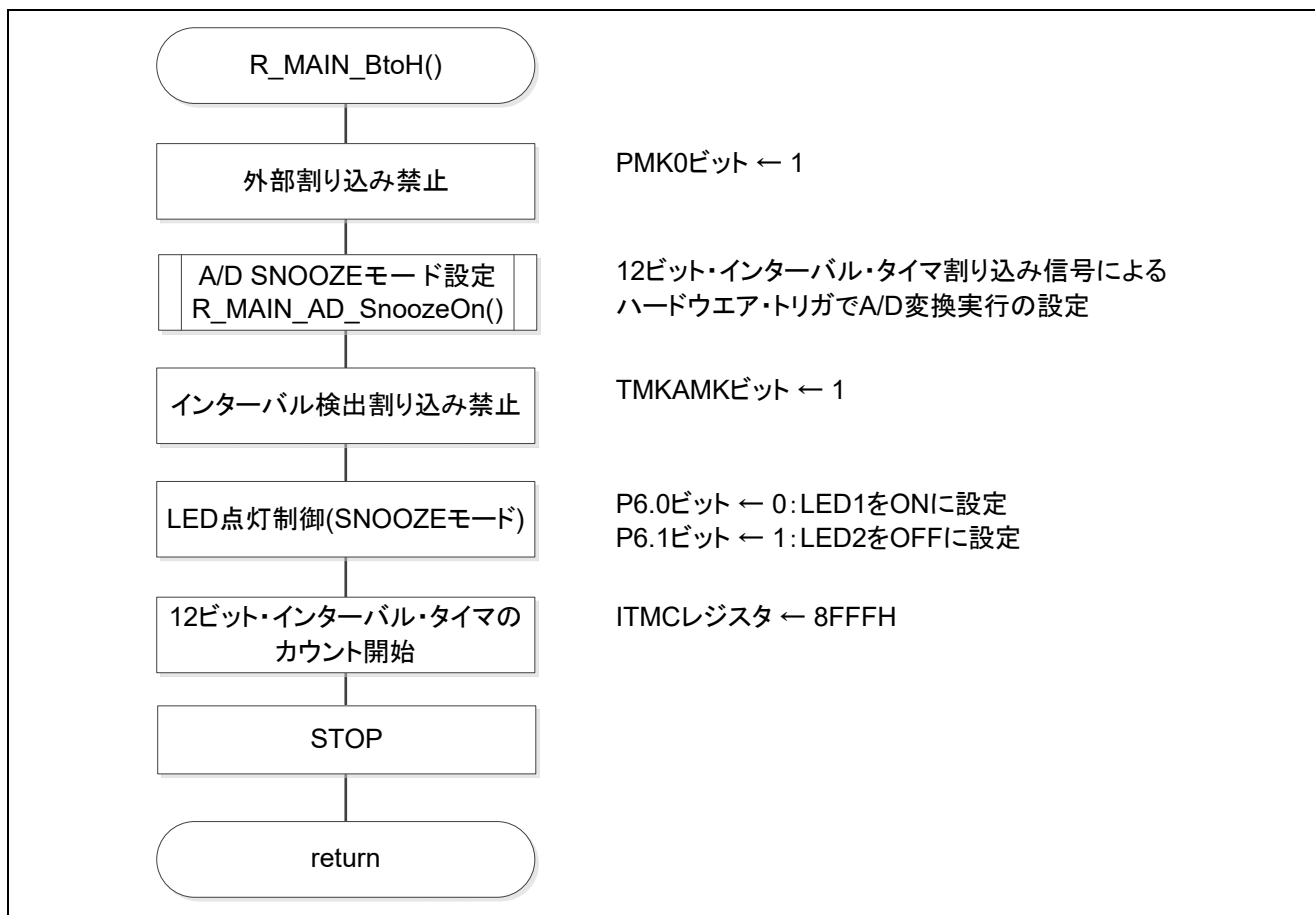 R_MAIN_BtoH()
外部割り込み禁止
PMK0ビット ← 1
A/D SNOOZEモード設定
R_MAIN_AD_SnoozeOn()
12ビット・インターバル・タイマ割り込み信号による
ハードウエア・トリガでA/D変換実行の設定
インターバル検出割り込み禁止
TMKAMKビット ← 1
LED点灯制御(SNOOZEモード)
P6.0ビット ← 0:LED1をONに設定
P6.1ビット ← 1:LED2をOFFに設定
12ビット・インターバル・タイマの
カウント開始
ITMCレジスタ ← 8FFFH
STOP
return